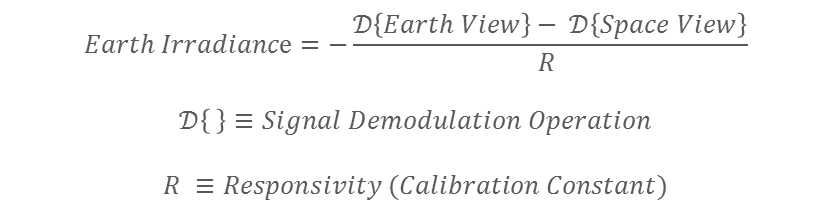 Earth Irradiance = − 𝒟{Earth View} − 𝒟{Space View} / R
𝒟{ } ≡ Signal Demodulation Operation
R ≡ Responsivity (Calibration Constant)